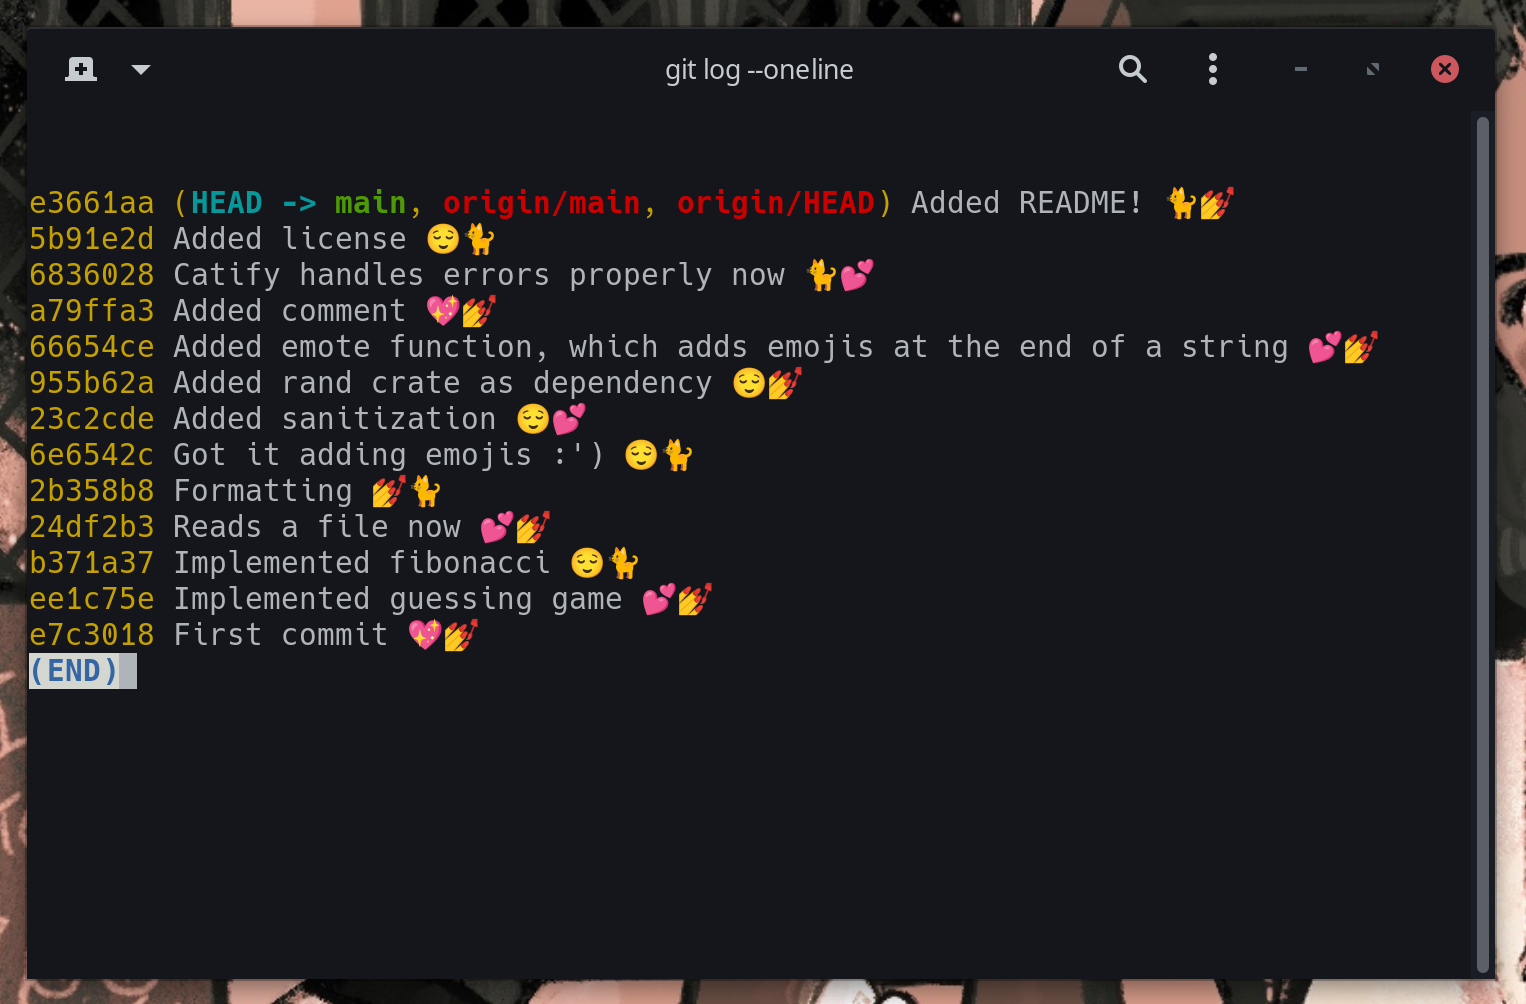 git log --oneline
e3661aa (HEAD -> main, origin/main, origin/HEAD) Added README! 🐈💅
5b91e2d Added license 😌🐈
6836028 Catify handles errors properly now 🐈💕
a79ffa3 Added comment 💖💅
66654ce Added emote function, which adds emojis at the end of a string 💕💅
955b62a Added rand crate as dependency 😌💅
23c2cde Added sanitization 😌💕
6e6542c Got it adding emojis :') 😌🐈
2b358b8 Formatting 💅🐈
24df2b3 Reads a file now 💕💅
b371a37 Implemented fibonacci 😌🐈
ee1c75e Implemented guessing game 💕💅
e7c3018 First commit 💖💅
(END)